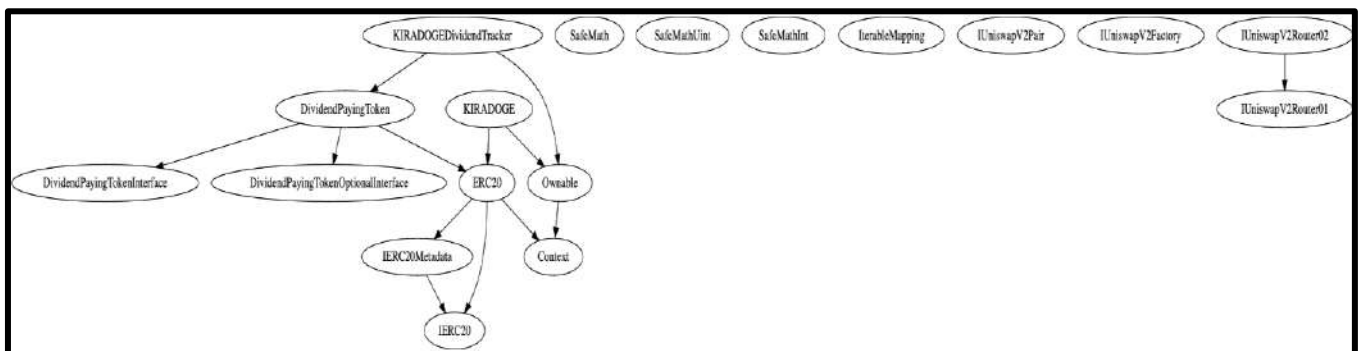 KIRADOGEDividendTracker SafeMath SafeMathUint SafeMathInt IterableMapping IUniswapV2Pair IUniswapV2Factory IUniswapV2Router02
DividendPayingToken KIRADOGE IUniswapV2Router01
DividendPayingTokenInterface DividendPayingTokenOptionalInterface ERC20 Ownable
IERC20Metadata Context
IERC20